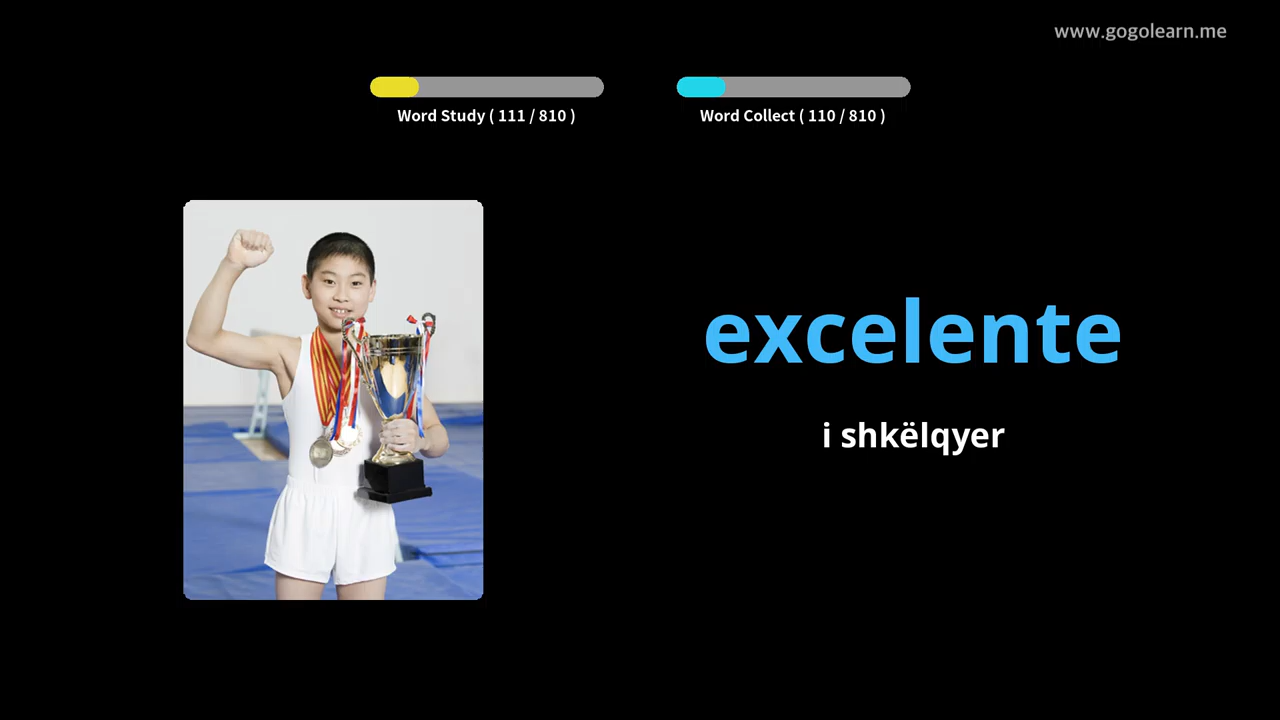 www.gogolearn.me
Word Study ( 111 / 810 )
Word Collect ( 110 / 810 )
excelente
i shkëlqyer